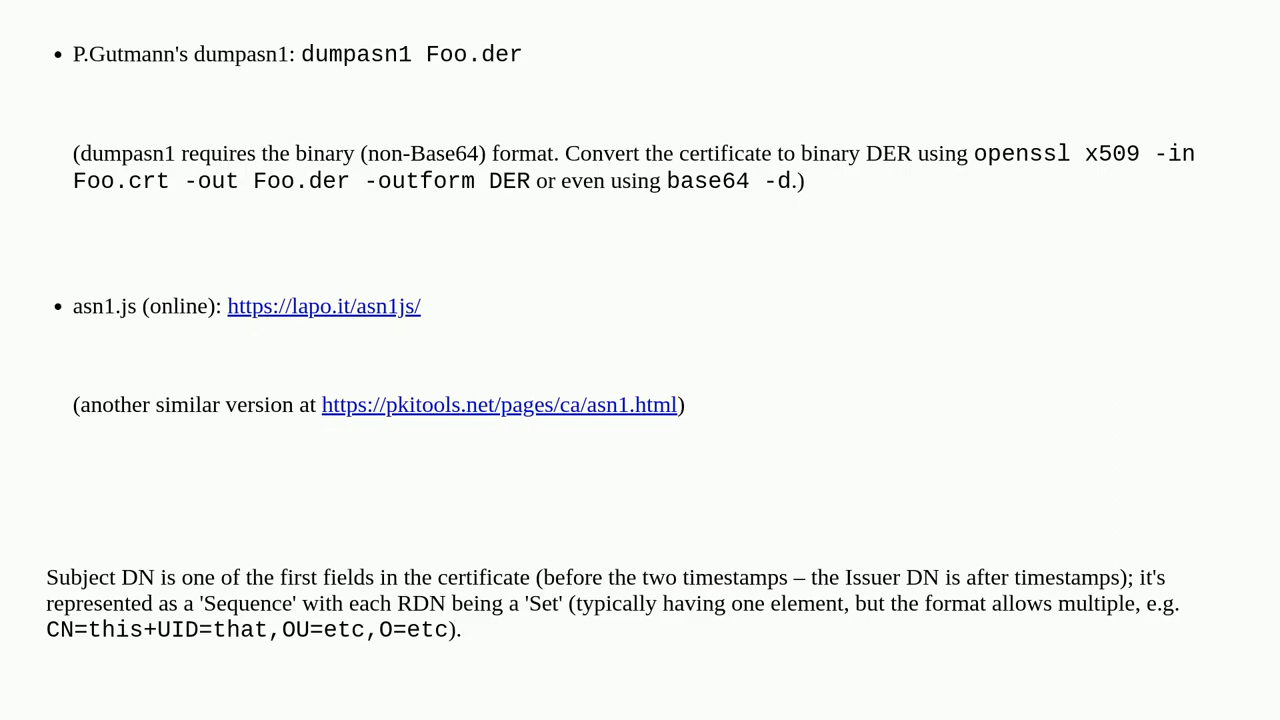 • P.Gutmann's dumpasn1: dumpasn1 Foo.der
(dumpasn1 requires the binary (non-Base64) format. Convert the certificate to binary DER using openssl x509 -in
Foo.crt -out Foo.der -outform DER or even using base64 -d.)
• asn1.js (online): https://lapo.it/asn1js/
(another similar version at https://pkitools.net/pages/ca/asn1.html)
Subject DN is one of the first fields in the certificate (before the two timestamps – the Issuer DN is after timestamps); it's
represented as a 'Sequence' with each RDN being a 'Set' (typically having one element, but the format allows multiple, e.g.
CN=this+UID=that,OU=etc,O=etc).